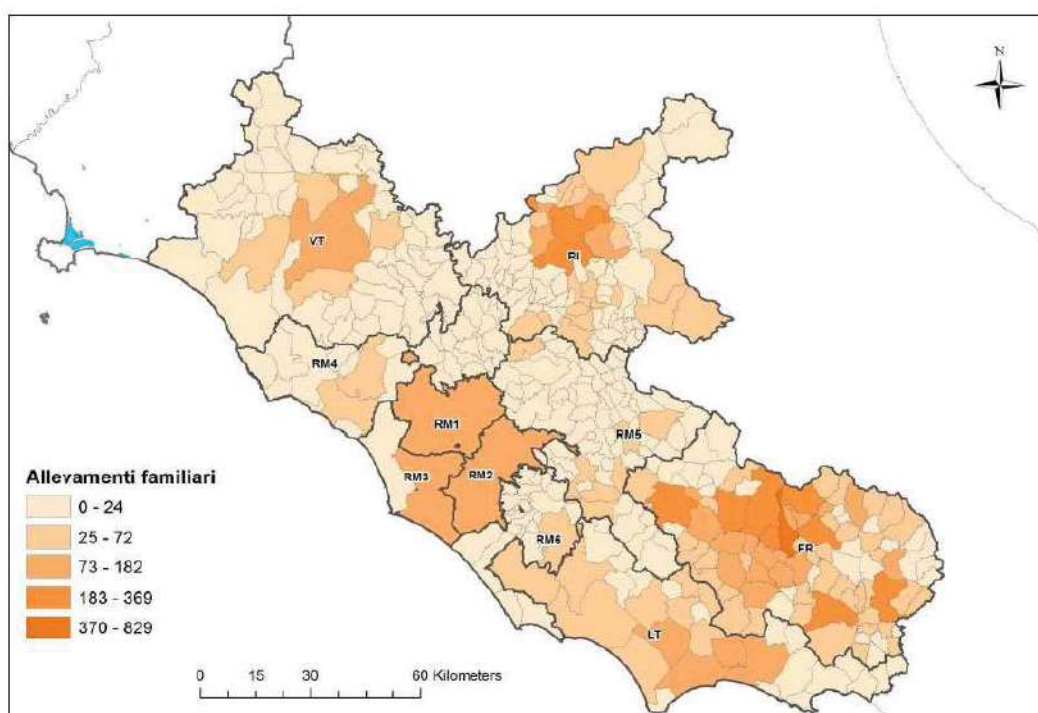 N
VT
RI
RM4
RM1
RM5
RM3
RM2
RM6
FR
LT
Allevamenti familiari
0 - 24
25 - 72
73 - 182
183 - 369
370 - 829
0 15 30 60 Kilometers